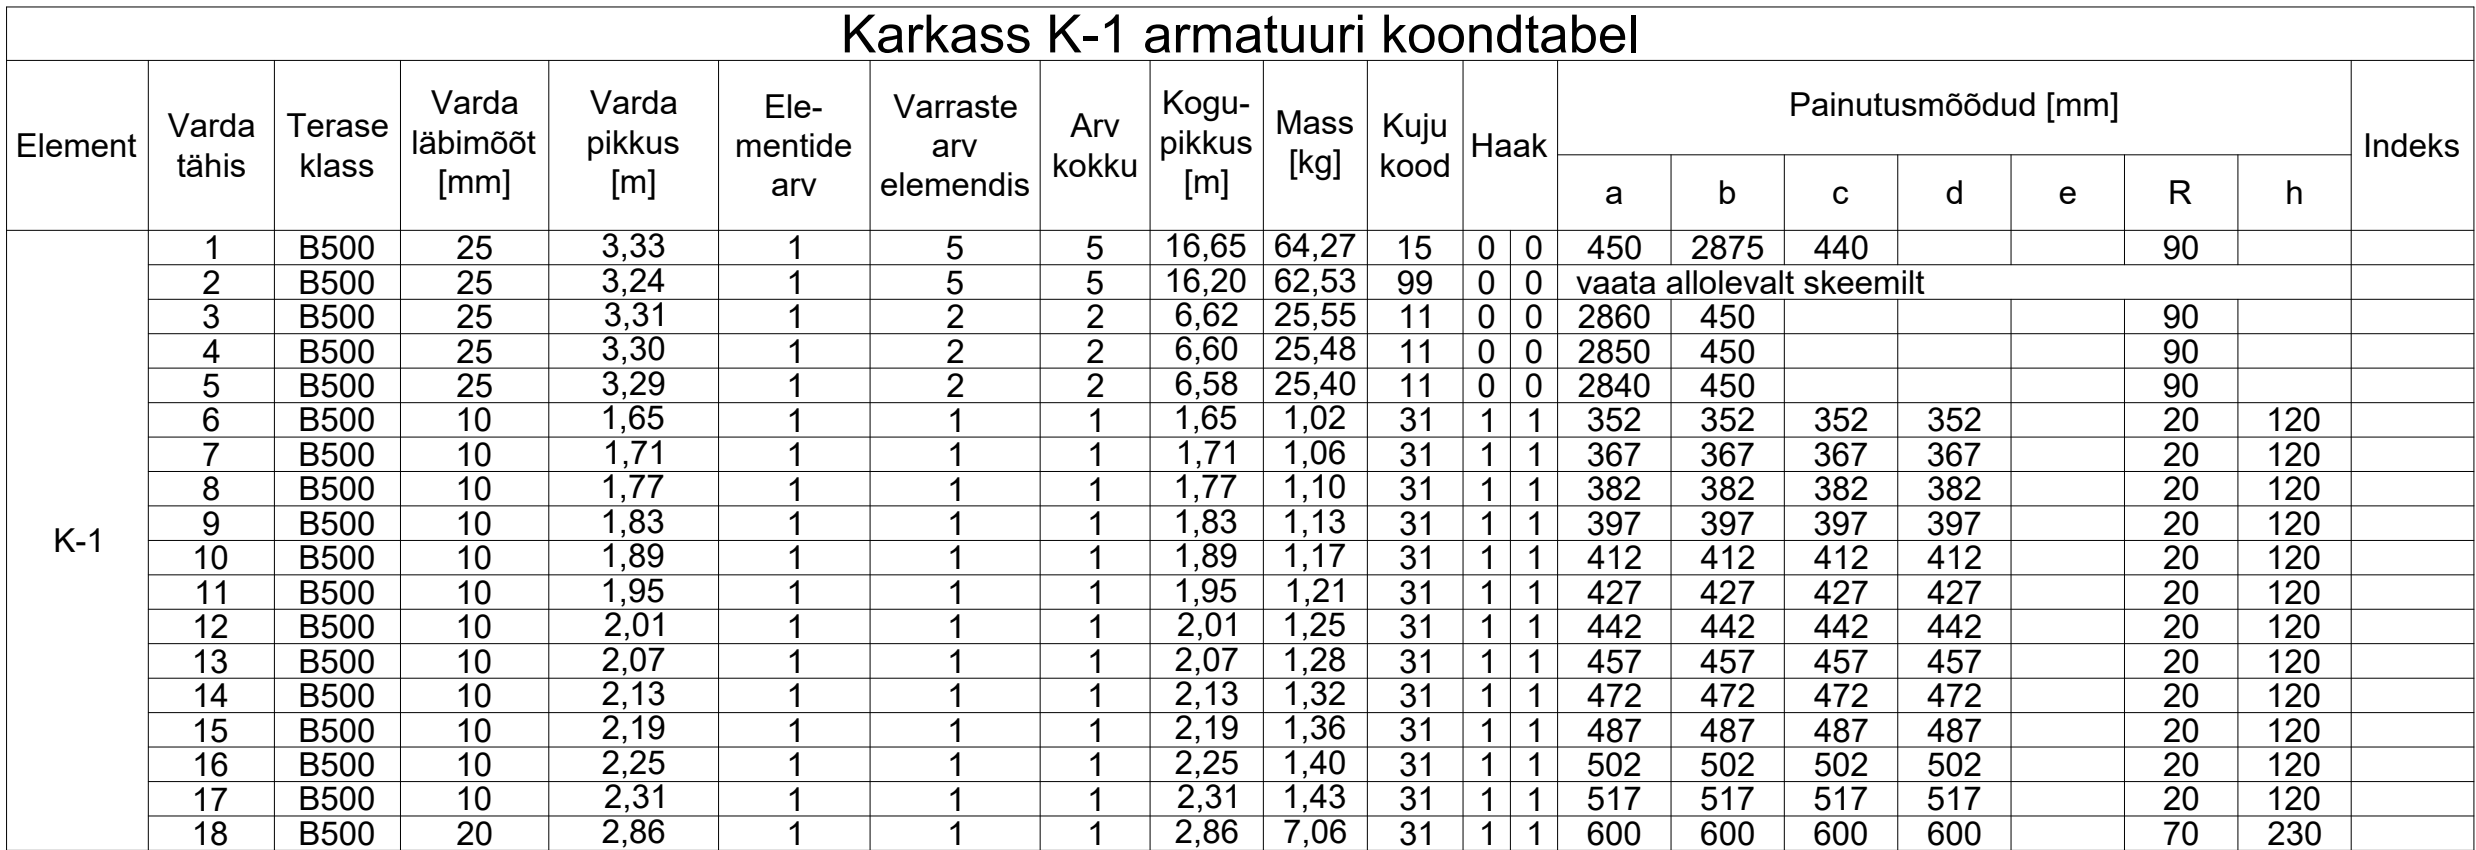 Karkass K-1 armatuuri koondtabel
Element Varda tähis Terase klass Varda läbimõõt [mm] Varda pikkus [m] Ele-mentide arv Varraste arv elemendis Arv kokku Kogu-pikkus [m] Mass [kg] Kuju kood Haak Painutusmõõdud [mm] Indeks
a b c d e R h
K-1
1 B500 25 3,33 1 5 5 16,65 64,27 15 0 0 450 2875 440 90
2 B500 25 3,24 1 5 5 16,20 62,53 99 0 0 vaata allolevalt skeemilt
3 B500 25 3,31 1 2 2 6,62 25,55 11 0 0 2860 450 90
4 B500 25 3,30 1 2 2 6,60 25,48 11 0 0 2850 450 90
5 B500 25 3,29 1 2 2 6,58 25,40 11 0 0 2840 450 90
6 B500 10 1,65 1 1 1 1,65 1,02 31 1 1 352 352 352 352 20 120
7 B500 10 1,71 1 1 1 1,71 1,06 31 1 1 367 367 367 367 20 120
8 B500 10 1,77 1 1 1 1,77 1,10 31 1 1 382 382 382 382 20 120
9 B500 10 1,83 1 1 1 1,83 1,13 31 1 1 397 397 397 397 20 120
10 B500 10 1,89 1 1 1 1,89 1,17 31 1 1 412 412 412 412 20 120
11 B500 10 1,95 1 1 1 1,95 1,21 31 1 1 427 427 427 427 20 120
12 B500 10 2,01 1 1 1 2,01 1,25 31 1 1 442 442 442 442 20 120
13 B500 10 2,07 1 1 1 2,07 1,28 31 1 1 457 457 457 457 20 120
14 B500 10 2,13 1 1 1 2,13 1,32 31 1 1 472 472 472 472 20 120
15 B500 10 2,19 1 1 1 2,19 1,36 31 1 1 487 487 487 487 20 120
16 B500 10 2,25 1 1 1 2,25 1,40 31 1 1 502 502 502 502 20 120
17 B500 10 2,31 1 1 1 2,31 1,43 31 1 1 517 517 517 517 20 120
18 B500 20 2,86 1 1 1 2,86 7,06 31 1 1 600 600 600 600 70 230